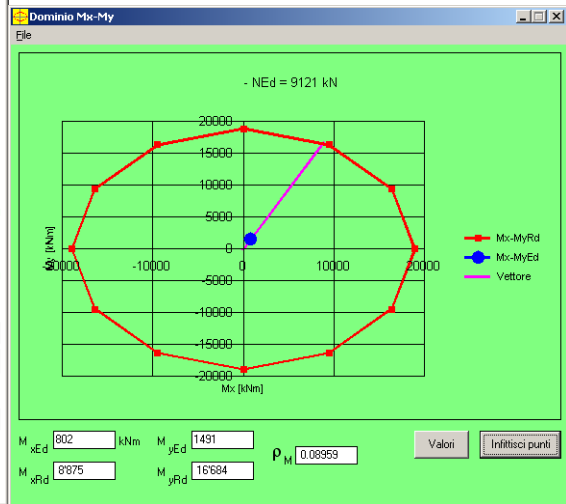 Dominio Mx-My
File
- NEd = 9121 kN
20000
15000
10000
5000
0
-5000
-10000
-15000
-20000
-20000 -10000 0 10000 20000
[kNm]
Mx [kNm]
Mx-MyRd
Mx-MyEd
Vettore
M xEd 802 kNm M yEd 1491
ρ M 0.08959
M xRd 8'875 M yRd 16'684
Valori
Infittisci punti